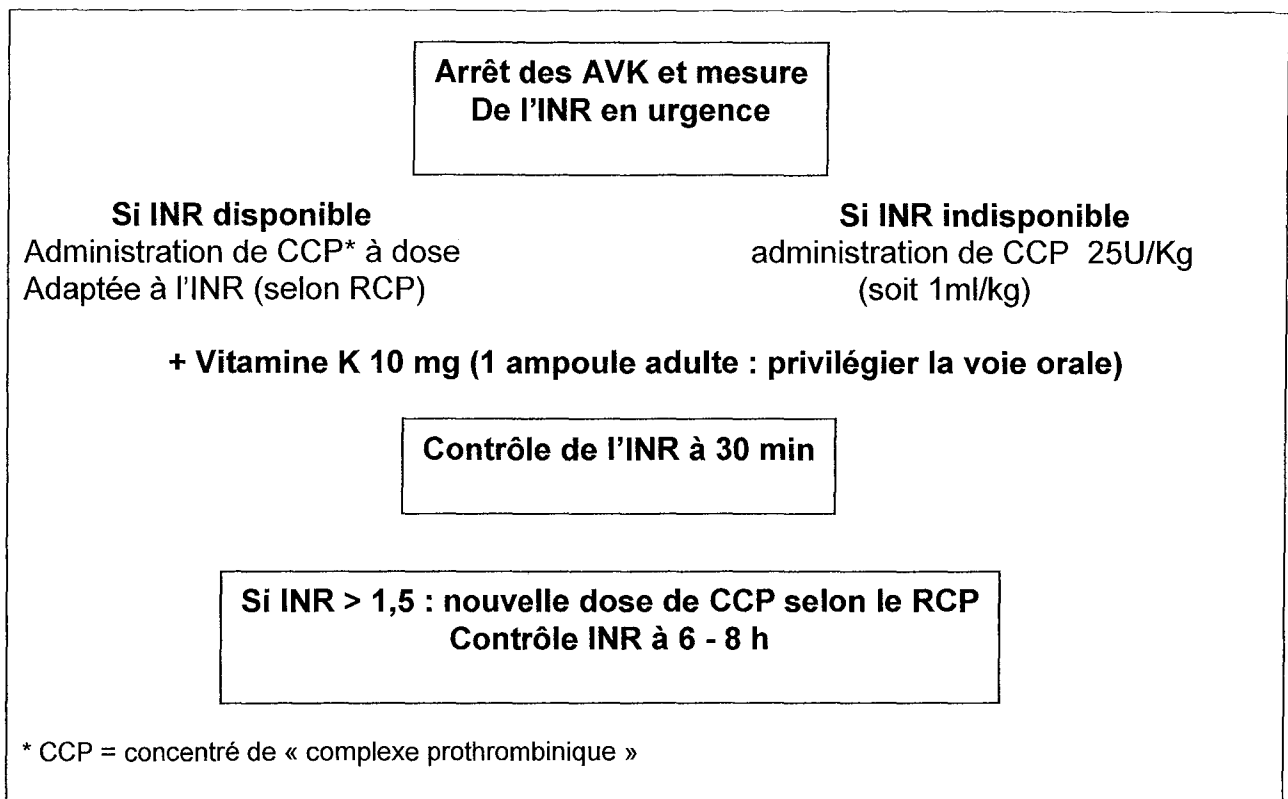 Arrêt des AVK et mesure
De l'INR en urgence
Si INR disponible
Administration de CCP* à dose
Adaptée à l'INR (selon RCP)
Si INR indisponible
administration de CCP 25U/Kg
(soit 1ml/kg)
+ Vitamine K 10 mg (1 ampoule adulte : privilégier la voie orale)
Contrôle de l'INR à 30 min
Si INR > 1,5 : nouvelle dose de CCP selon le RCP
Contrôle INR à 6 - 8 h
* CCP = concentré de « complexe prothrombinique »